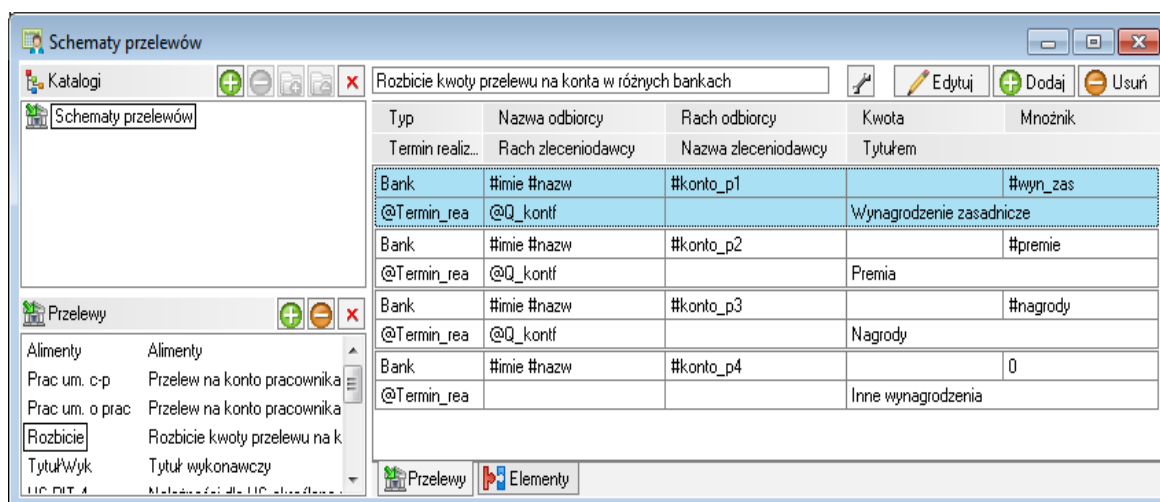 Schematy przelewów
Katalogi
Schematy przelewów
Przelewy
Alimenty Alimenty
Prac um. c-p Przelew na konto pracownika
Prac um. o prac Przelew na konto pracownika
Rozbicie Rozbicie kwoty przelewu na k
TytułWyk Tytuł wykonawczy
Rozbicie kwoty przelewu na konta w różnych bankach Edytuj Dodaj Usuń
Typ Nazwa odbiorcy Rach odbiorcy Kwota Mnożnik
Termin realiz... Rach zleceniodawcy Nazwa zleceniodawcy Tytułem
Bank #imie #nazw #konto_p1 #wyn_zas
@Termin_rea @Q_kontf Wynagrodzenie zasadnicze
Bank #imie #nazw #konto_p2 #premie
@Termin_rea @Q_kontf Premia
Bank #imie #nazw #konto_p3 #nagrody
@Termin_rea @Q_kontf Nagrody
Bank #imie #nazw #konto_p4 0
@Termin_rea Inne wynagrodzenia
Przelewy Elementy